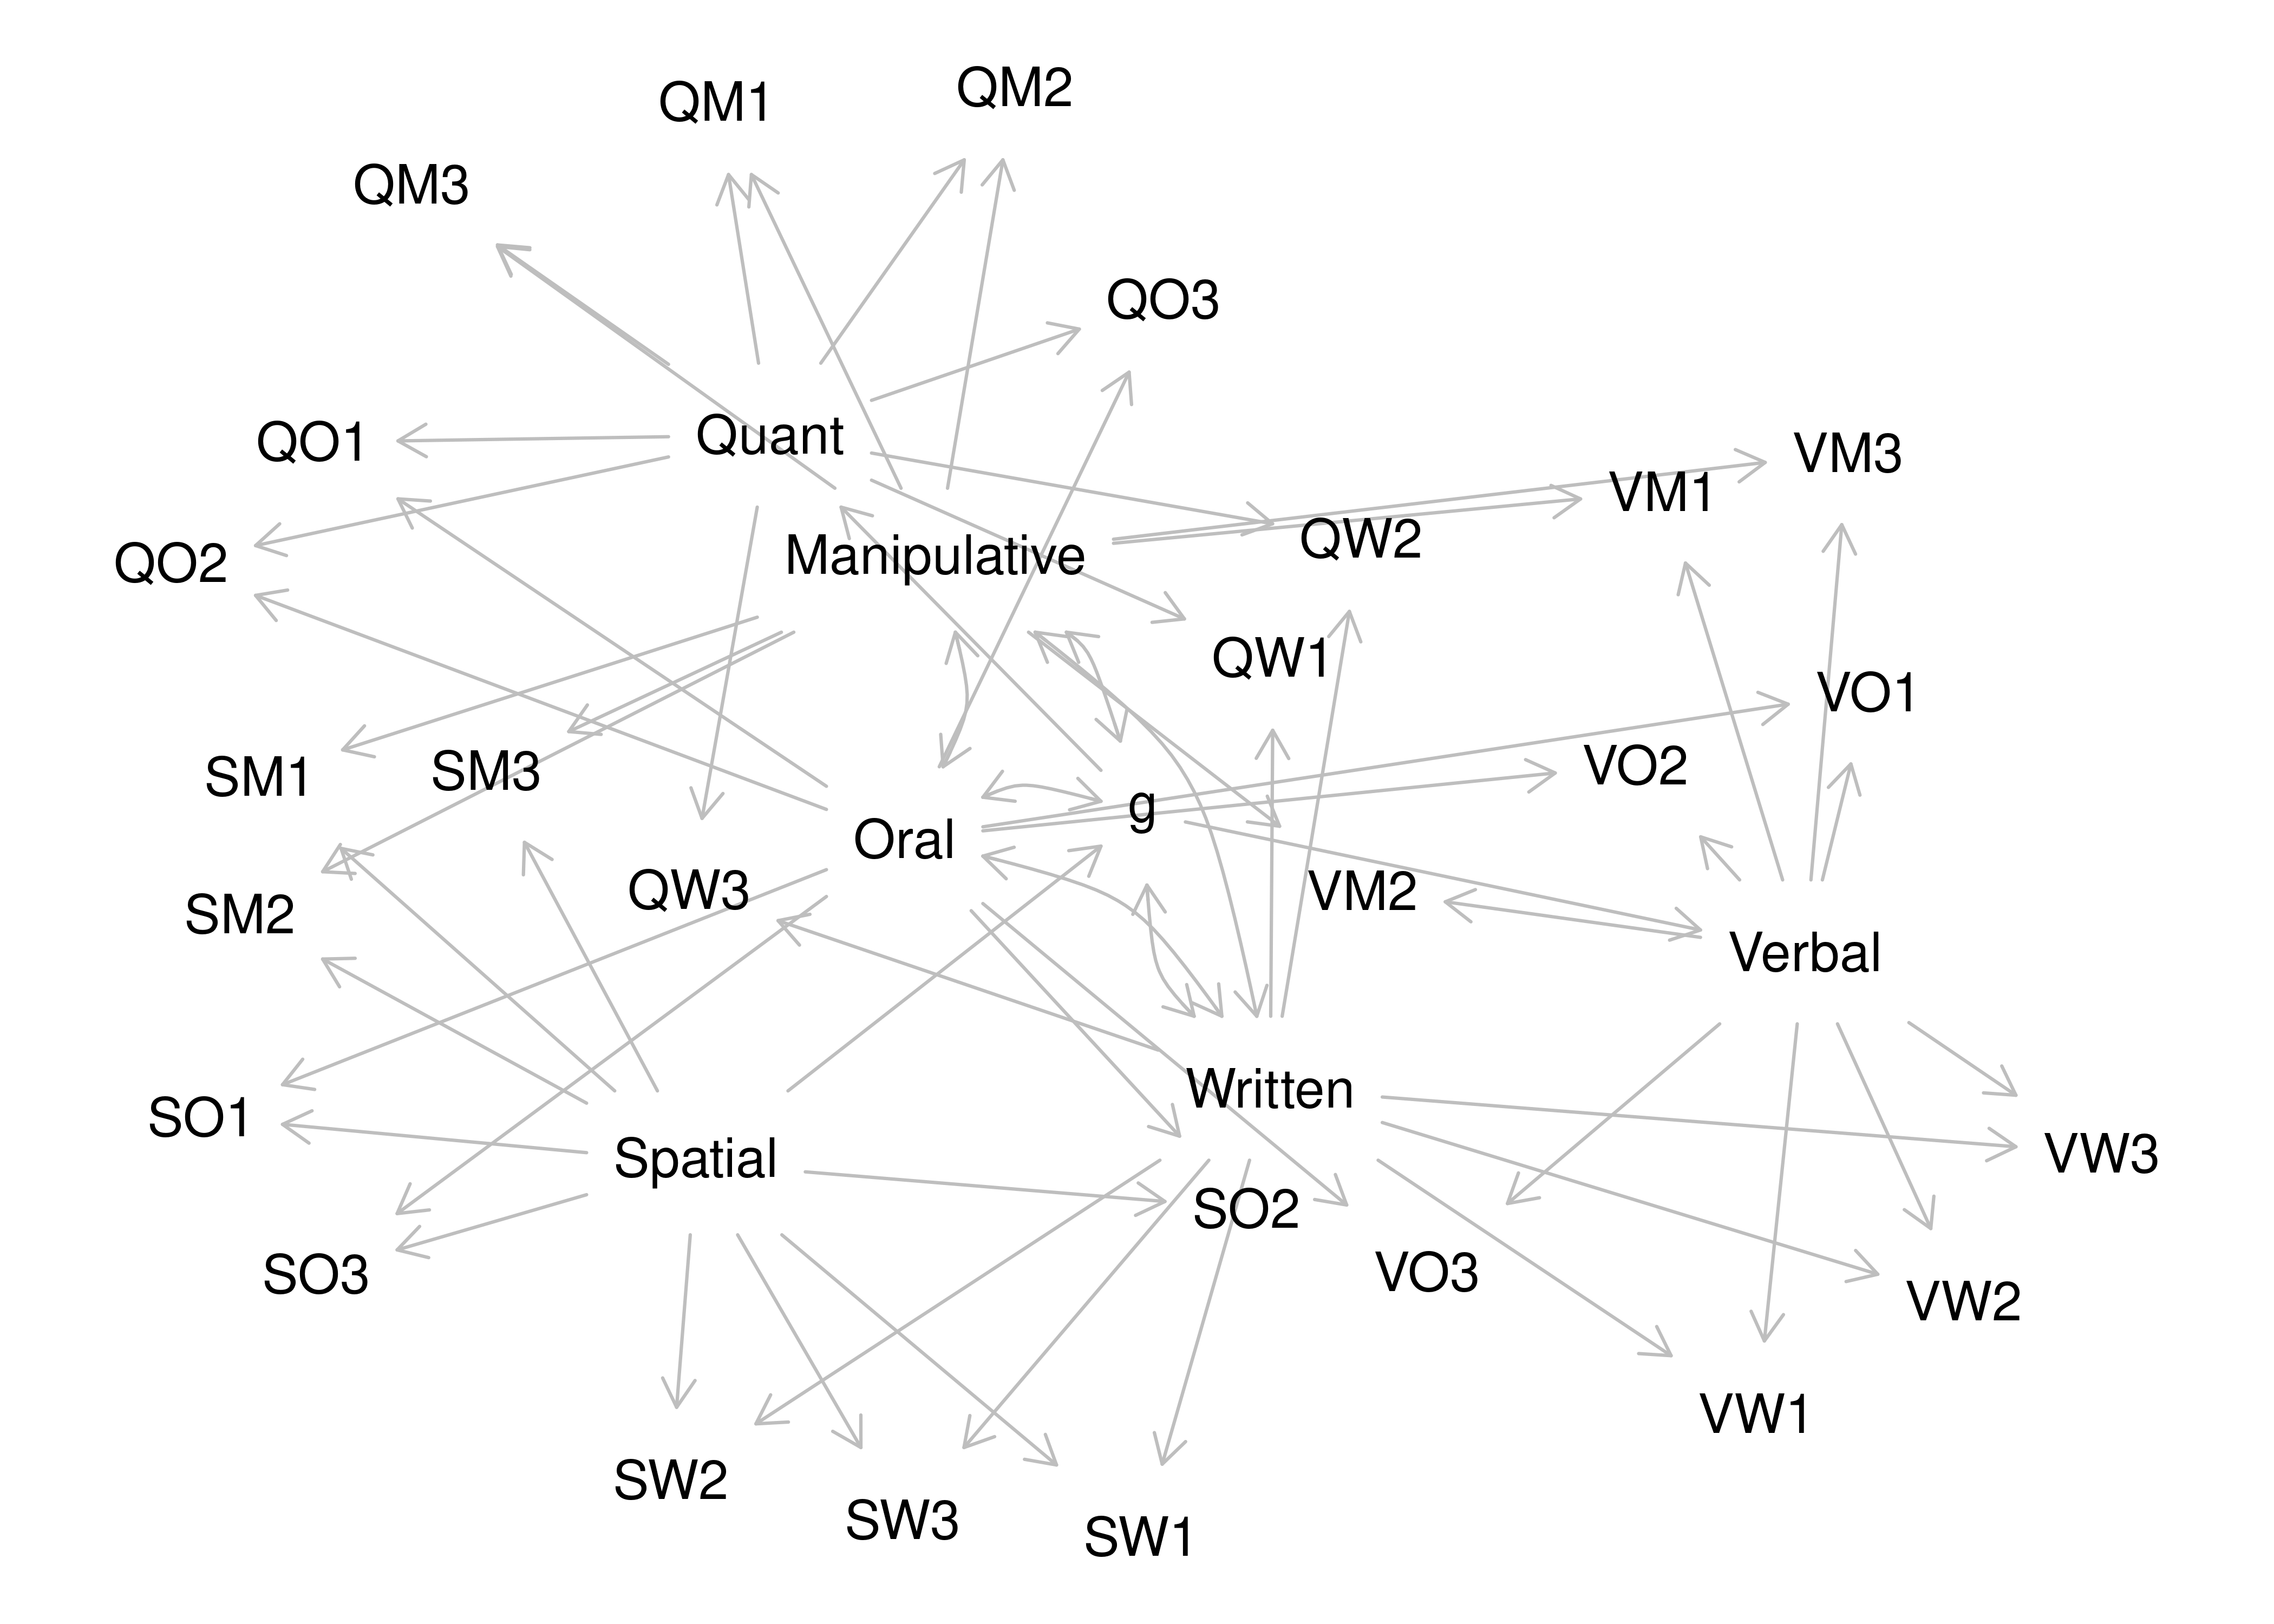 QM2
QM1
QM3
QO3
Quant
QO1
VM3
VM1
QW2
Manipulative
QO2
QW1
VO1
VO2
SM3
SM1
g
Oral
QW3
VM2
SM2
Verbal
Written
SO1
VW3
Spatial
SO2
VO3
SO3
VW2
VW1
SW2
SW3
SW1